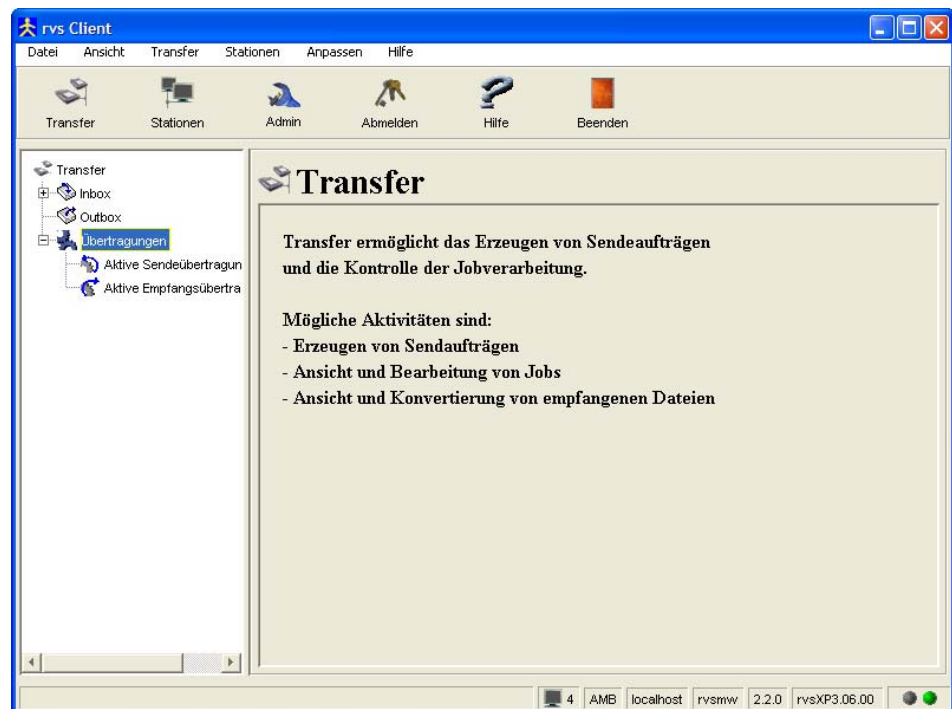 rvs Client
Datei Ansicht Transfer Stationen Anpassen Hilfe
Transfer Stationen Admin Abmelden Hilfe Beenden
Transfer
Inbox
Outbox
Übertragungen
Aktive Sendeübertragun
Aktive Empfangsübertra
Transfer
Transfer ermöglicht das Erzeugen von Sendeaufträgen
und die Kontrolle der Jobverarbeitung.
Mögliche Aktivitäten sind:
- Erzeugen von Sendaufträgen
- Ansicht und Bearbeitung von Jobs
- Ansicht und Konvertierung von empfangenen Dateien
4 AMB localhost rvsmw 2.2.0 rvsXP3.06.00